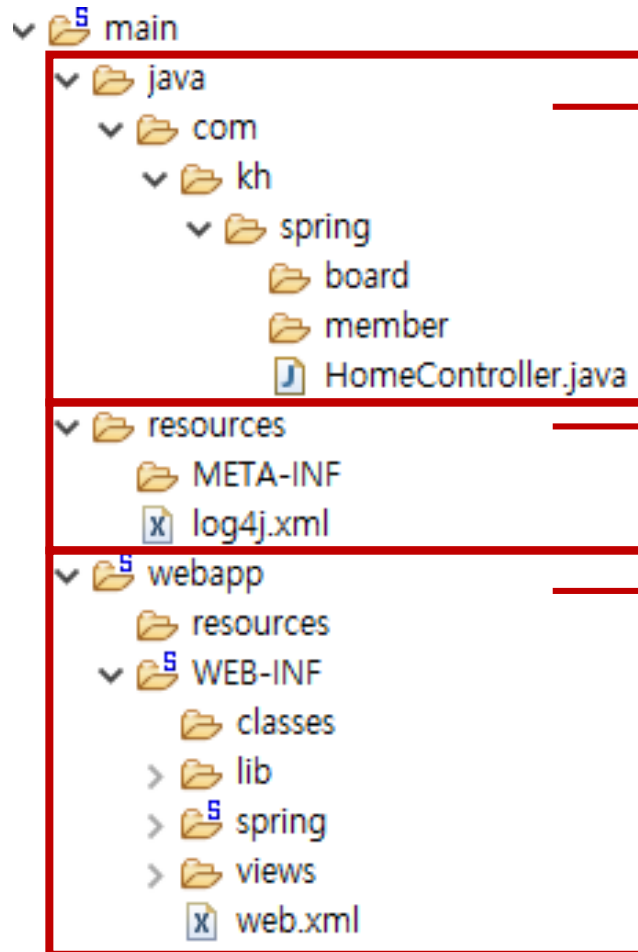 main
java
com
kh
spring
board
member
HomeController.java
resources
META-INF
log4j.xml
webapp
resources
WEB-INF
classes
lib
spring
views
web.xml